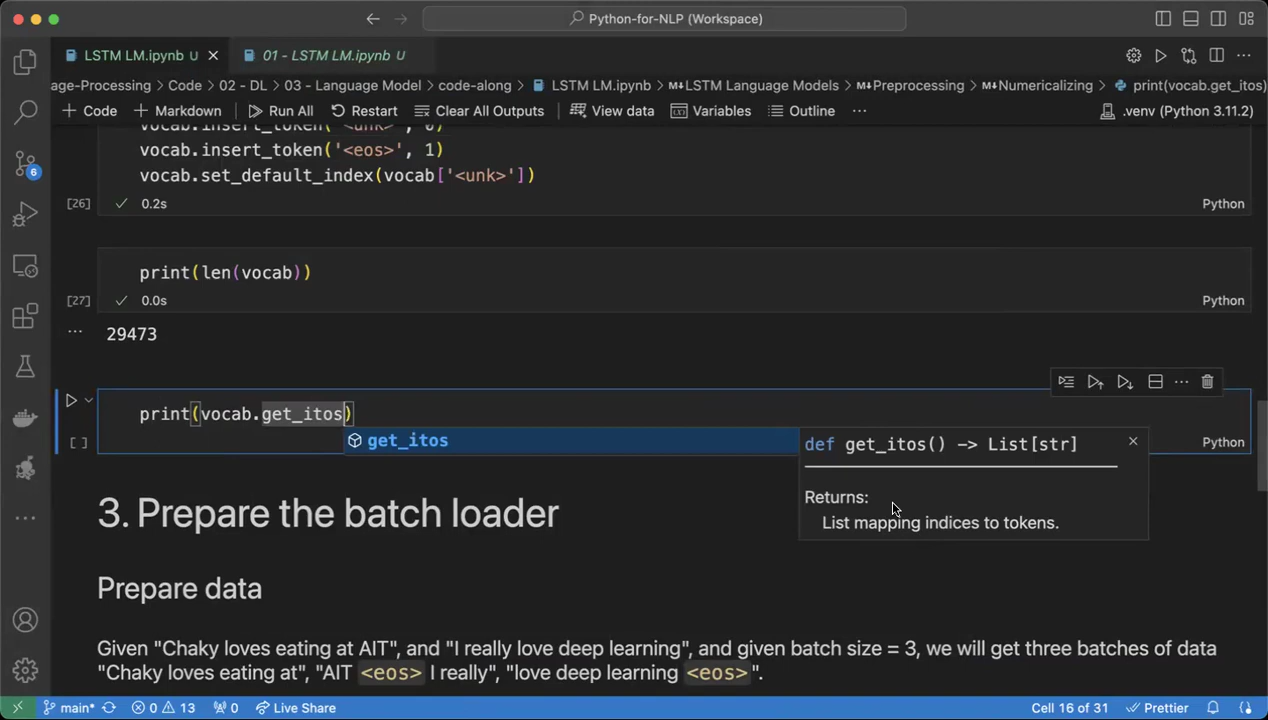 Python-for-NLP (Workspace)
LSTM LM.ipynb U
01 - LSTM LM.ipynb U
age-Processing > Code > 02 - DL > 03 - Language Model > code-along > LSTM LM.ipynb > LSTM Language Models > Preprocessing > Numericalizing > print(vocab.get_itos)
+ Code + Markdown Run All Restart Clear All Outputs View data Variables Outline ... .venv (Python 3.11.2)
vocab.insert_token('<unk>', 0)
vocab.insert_token('<eos>', 1)
vocab.set_default_index(vocab['<unk>'])
[26] 0.2s Python
print(len(vocab))
[27] 0.0s Python
29473
print(vocab.get_itos)
get_itos
def get_itos() -> List[str]
[ ] Python
Returns:
List mapping indices to tokens.
3. Prepare the batch loader
Prepare data
Given "Chaky loves eating at AIT", and "I really love deep learning", and given batch size = 3, we will get three batches of data
"Chaky loves eating at", "AIT <eos> I really", "love deep learning <eos>".
6
main* 0 13 0 Live Share Cell 16 of 31 Prettier